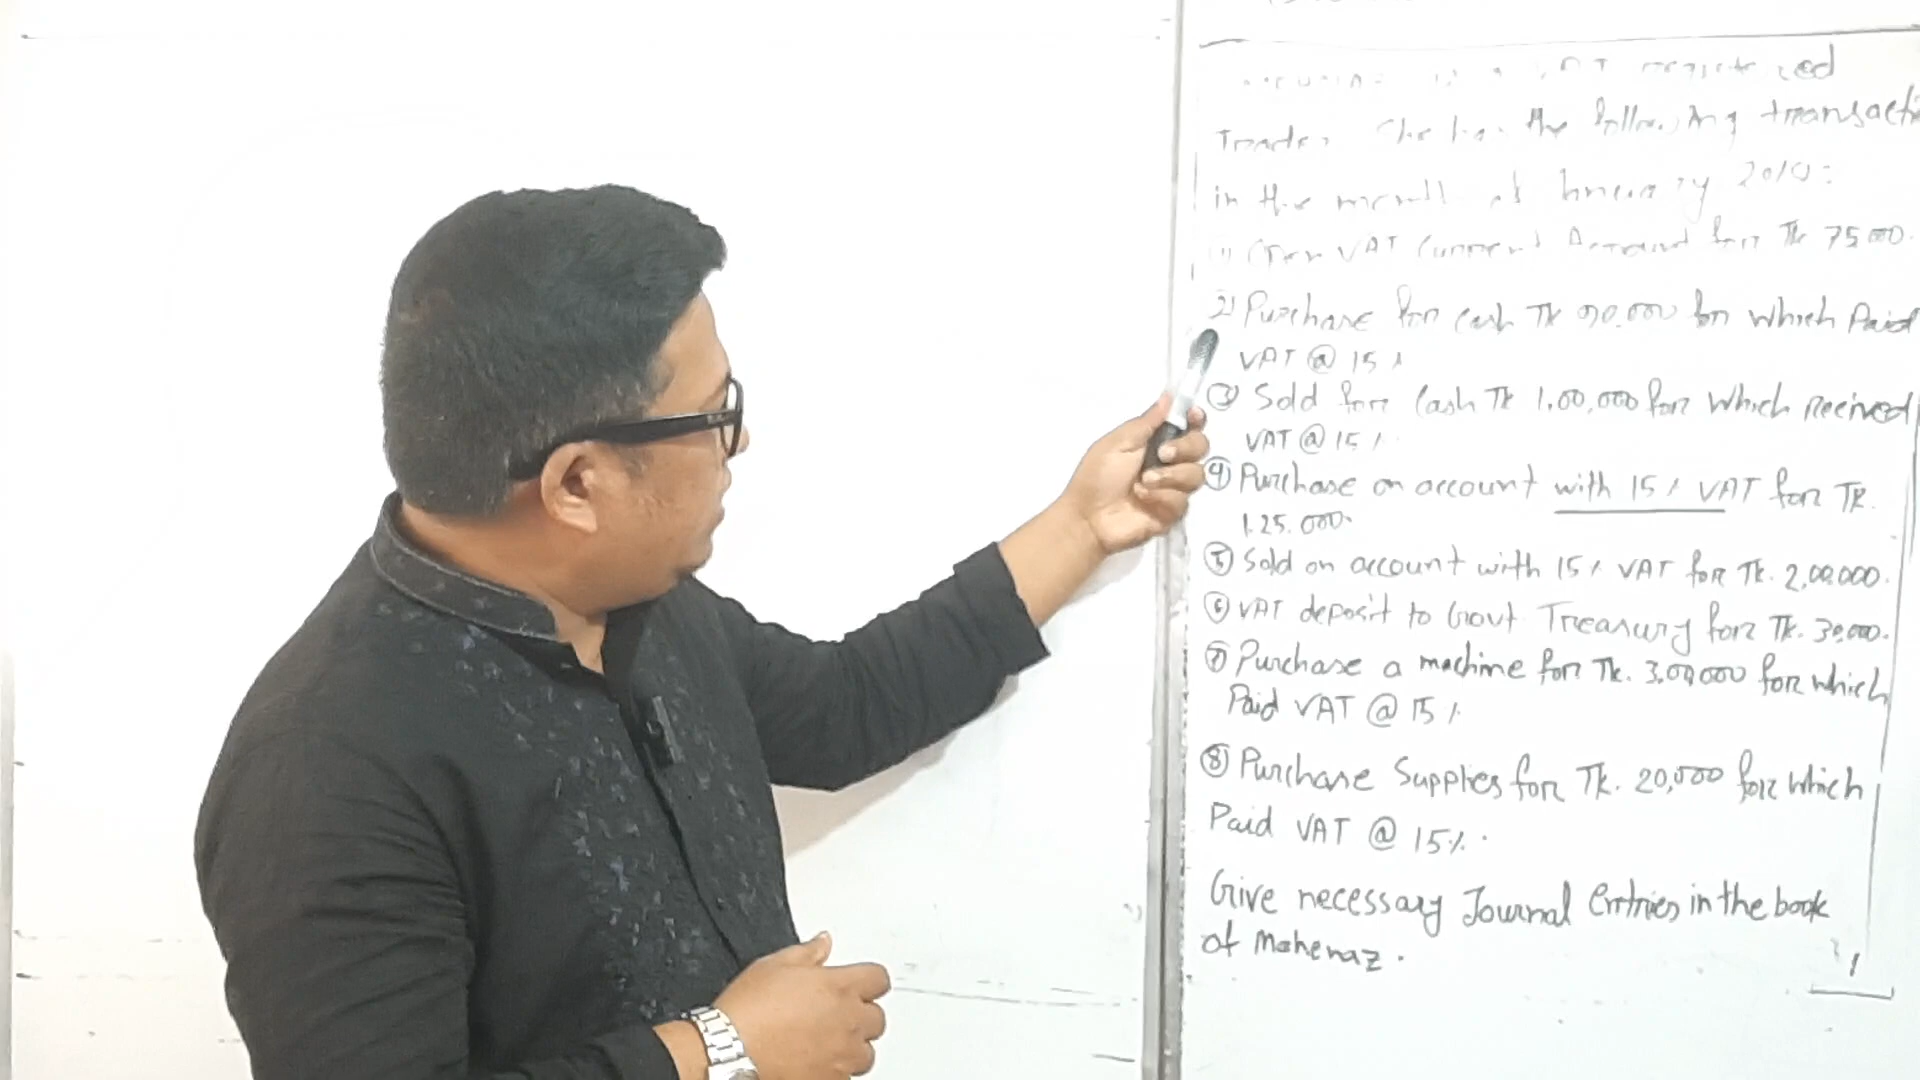 registered
Trader She has the following transacti
in the month of January 2010:
1) Open VAT Current Account for Tk 75000.
2) Purchase for cash Tk 90.000 for which Paid
VAT @ 15%
③ Sold for Cash Tk 1,00,000 for which recived
VAT @ 15%
④ Purchase on account with 15% VAT for TK.
1.25.000.
⑤ Sold on account with 15% VAT for Tk. 2,00,000.
⑥ VAT deposit to Govt Treasury for Tk. 30,000.
⑦ Purchase a machine for Tk. 3,00,000 for which
Paid VAT @ 15%.
⑧ Purchase Supplies for Tk. 20,000 for which
Paid VAT @ 15%.
Give necessary Journal Entries in the book
of Mahenaz.